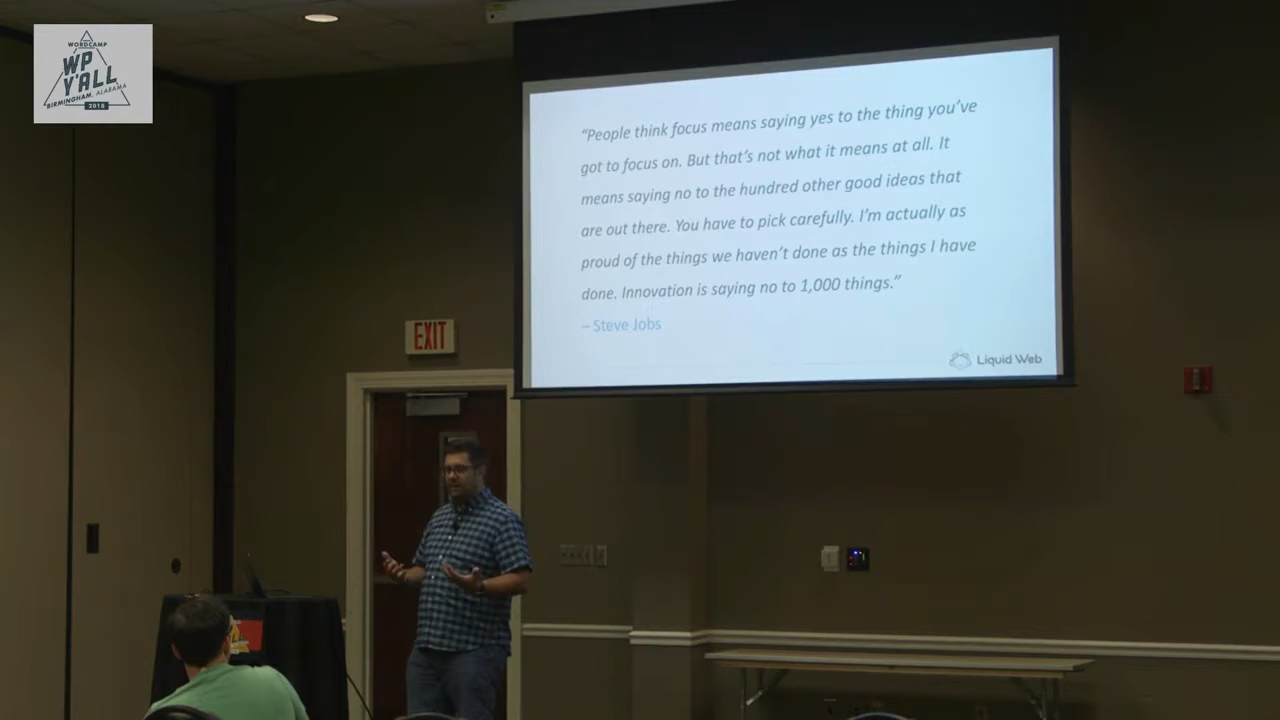 WORDCAMP
WP
Y'ALL
BIRMINGHAM, ALABAMA
2018
“People think focus means saying yes to the thing you’ve
got to focus on. But that’s not what it means at all. It
means saying no to the hundred other good ideas that
are out there. You have to pick carefully. I’m actually as
proud of the things we haven’t done as the things I have
done. Innovation is saying no to 1,000 things.”
– Steve Jobs
Liquid Web
EXIT